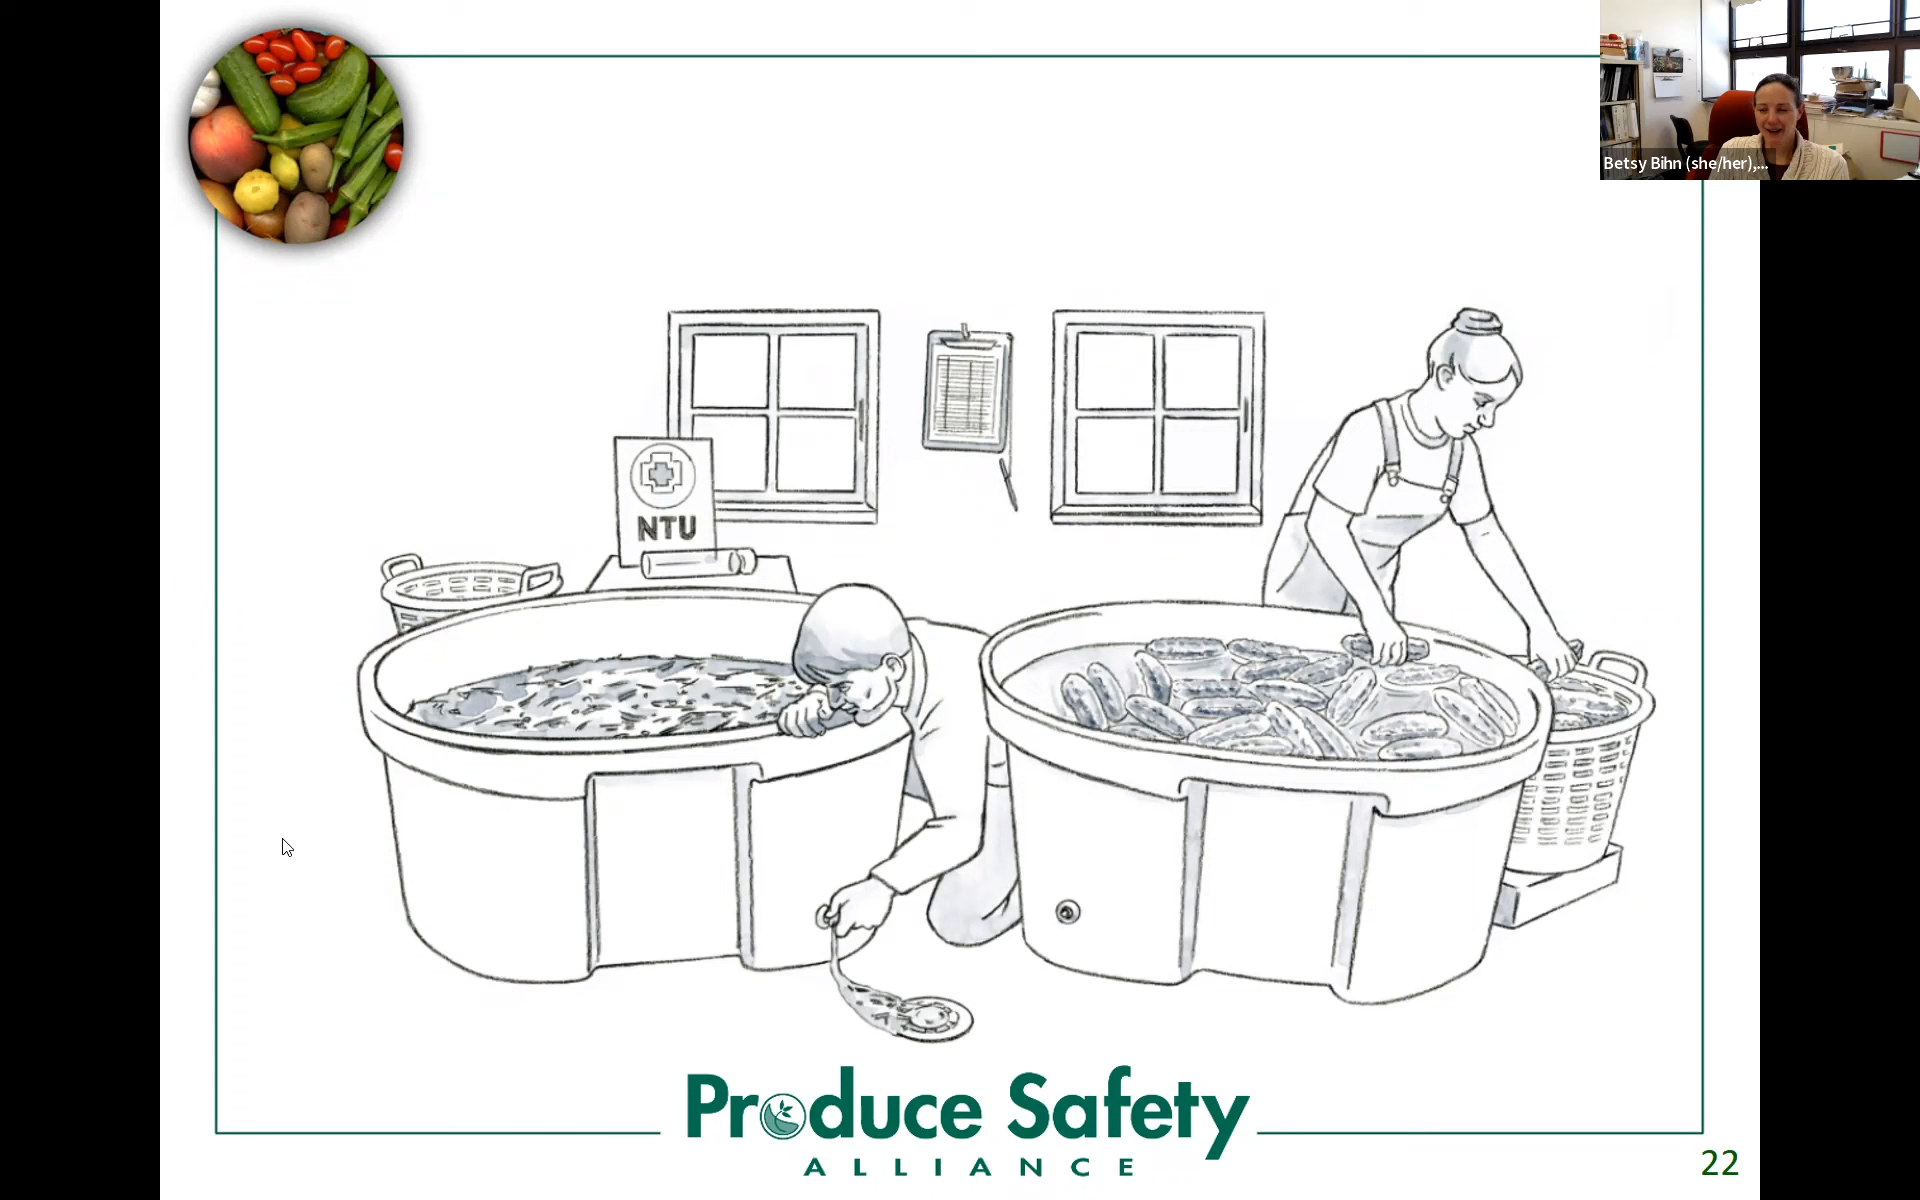 Betsy Bihn (she/her),...
NTU
Produce Safety
ALLIANCE
22